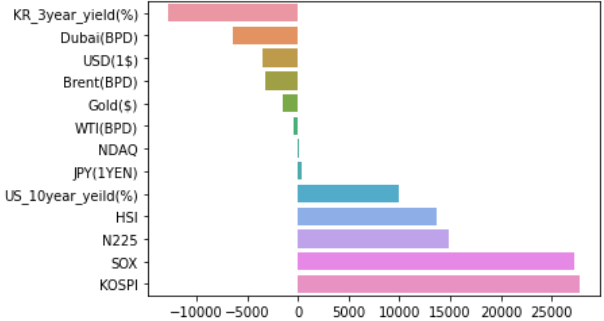 KR_3year_yield(%)
Dubai(BPD)
USD(1$)
Brent(BPD)
Gold($)
WTI(BPD)
NDAQ
JPY(1YEN)
US_10year_yeild(%)
HSI
N225
SOX
KOSPI
−10000 −5000 0 5000 10000 15000 20000 25000